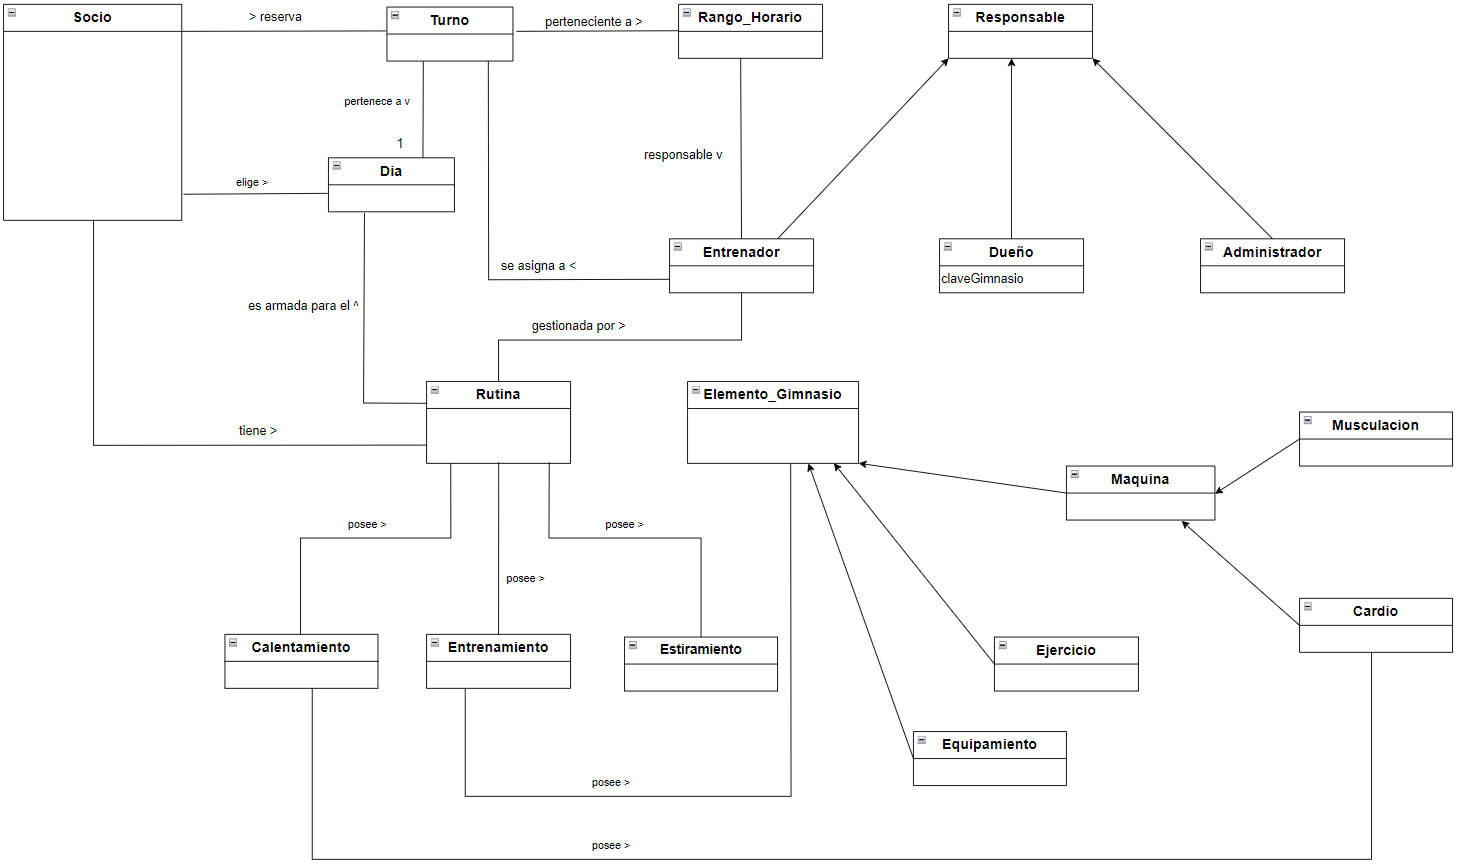 Socio
> reserva
Turno
perteneciente a >
Rango_Horario
Responsable
pertenece a v
1
responsable v
Dia
elige >
Entrenador
Dueño
claveGimnasio
Administrador
se asigna a <
es armada para el ^
gestionada por >
Rutina
Elemento_Gimnasio
Musculacion
tiene >
Maquina
posee >
posee >
posee >
Cardio
Calentamiento
Entrenamiento
Estiramiento
Ejercicio
Equipamiento
posee >
posee >